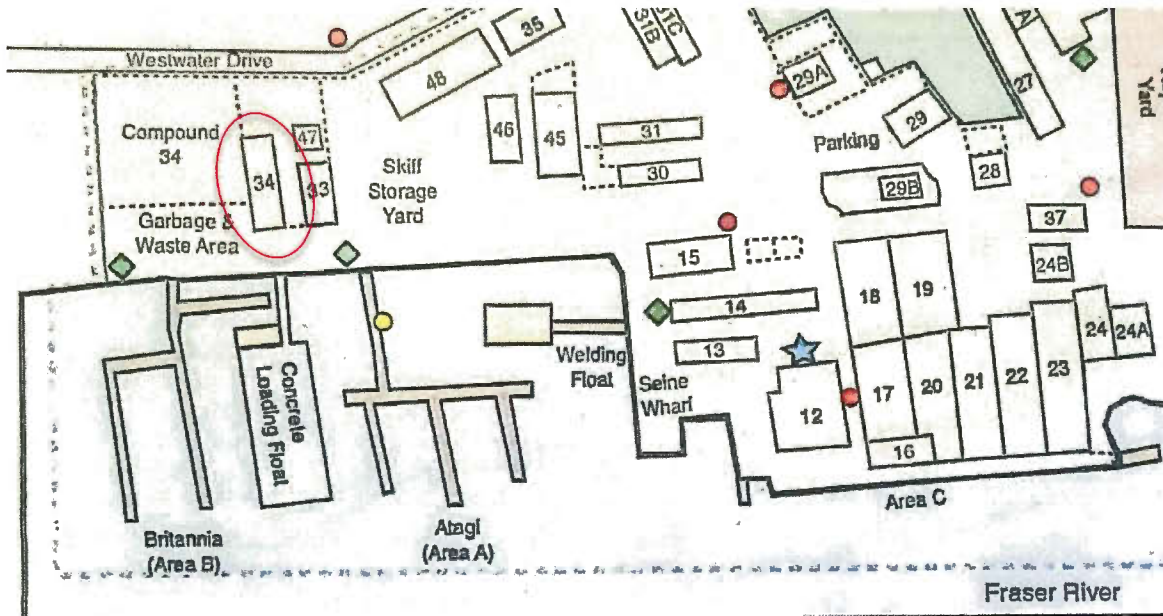 35
31B
31C
A
48
Westwater Drive
29A
27
Yard
Compound
34
47
46
45
31
29
Parking
34
33
Skiff
Storage
Yard
30
28
29B
Garbage &
Waste Area
37
15
24B
18
19
14
24
24A
13
Welding
Float
Seine
Wharf
Concrete
Loading Float
12
17
20
21
22
23
16
Area C
Britannia
(Area B)
Atagi
(Area A)
Fraser River